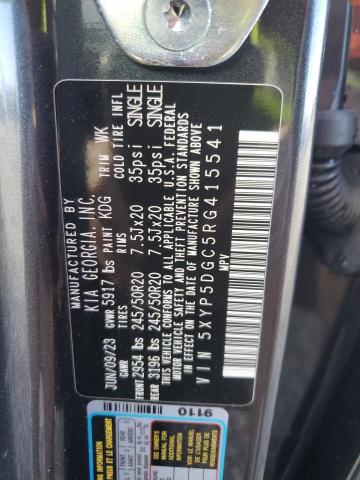 MANUFACTURED BY
KIA GEORGIA, INC.
JUN/09/23 GVWR 5917 lbs PAINT KDG TRIM WK
GAWR TIRES RIMS COLD TIRE INFL
FRONT 2954 lbs 245/50R20 7.5Jx20 35psi SINGLE
REAR 3196 lbs 245/50R20 7.5Jx20 35psi SINGLE
THIS VEHICLE CONFORMS TO ALL APPLICABLE U.S.A. FEDERAL
MOTOR VEHICLE SAFETY AND THEFT PREVENTION STANDARDS
IN EFFECT ON THE DATE OF MANUFACTURE SHOWN ABOVE
VIN 5XYP5DGC5RG415541
MPV
9110